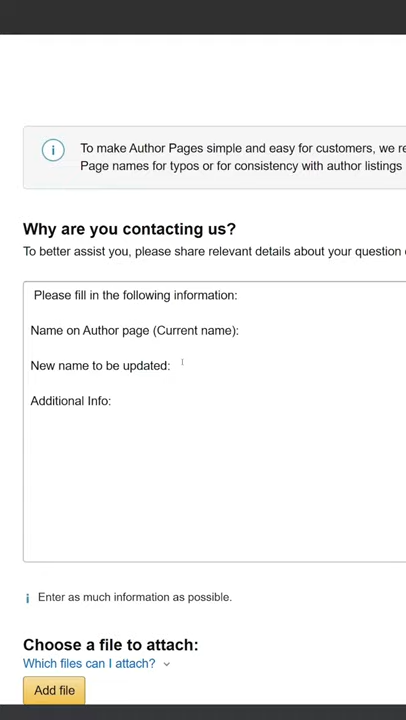 To make Author Pages simple and easy for customers, we re
Page names for typos or for consistency with author listings
Why are you contacting us?
To better assist you, please share relevant details about your question
Please fill in the following information:
Name on Author page (Current name):
New name to be updated:
Additional Info:
Enter as much information as possible.
Choose a file to attach:
Which files can I attach?
Add file